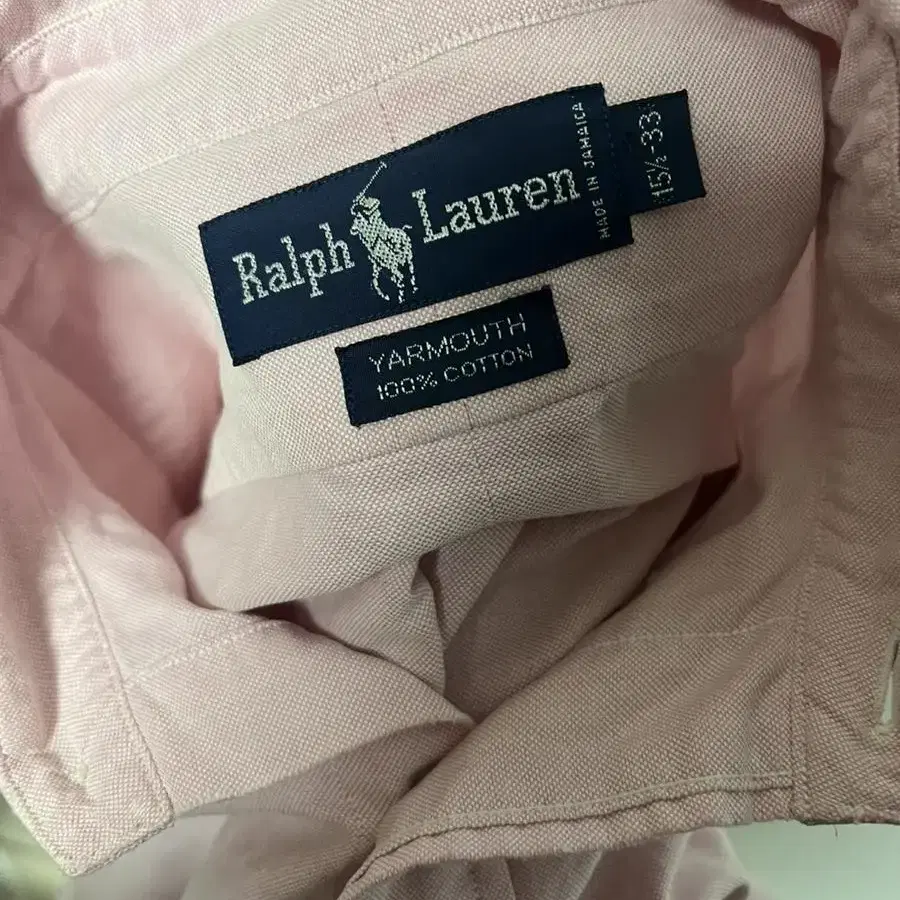 Ralph Lauren
MADE IN JAMAICA
15½-33
YARMOUTH
100% COTTON